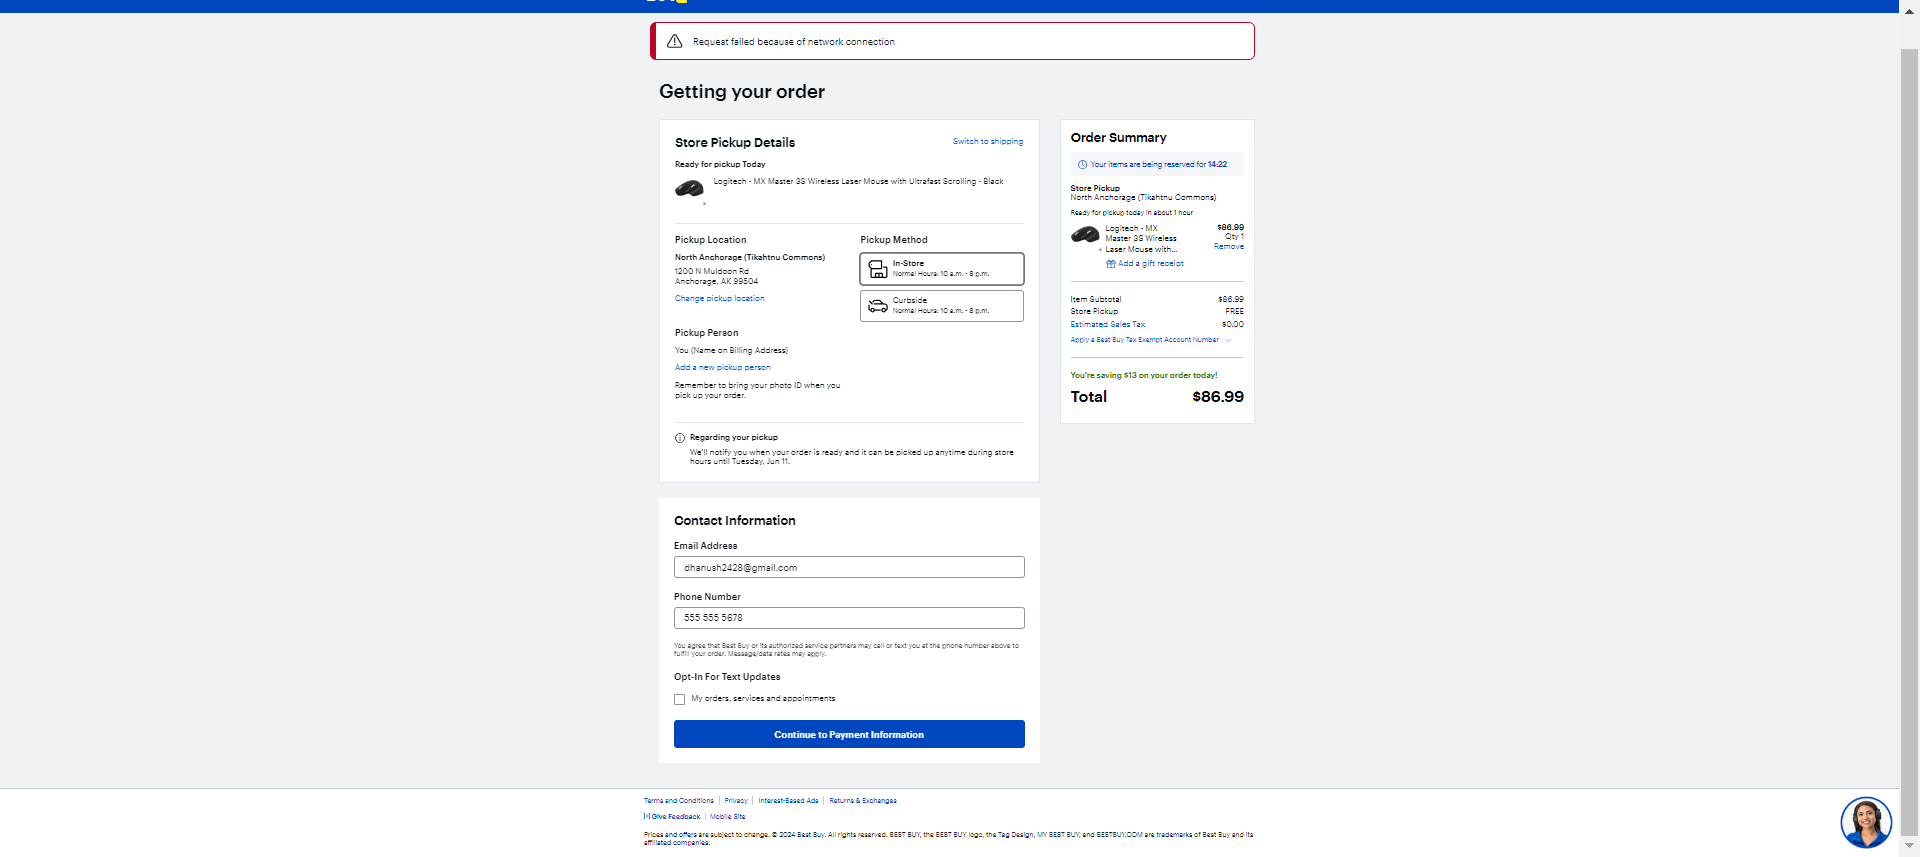 Request failed because of network connection
Getting your order
Store Pickup Details
Switch to shipping
Ready for pickup Today
Logitech - MX Master 3S Wireless Laser Mouse with Ultrafast Scrolling - Black
Pickup Location
North Anchorage (Tikahtnu Commons)
1200 N Muldoon Rd
Anchorage, AK 99504
Change pickup location
Pickup Method
In-Store
Normal Hours: 10 a.m. - 8 p.m.
Curbside
Normal Hours: 10 a.m. - 8 p.m.
Pickup Person
You (Name on Billing Address)
Add a new pickup person
Remember to bring your photo ID when you
pick up your order.
Regarding your pickup
We'll notify you when your order is ready and it can be picked up anytime during store
hours until Tuesday, Jun 11.
Contact Information
Email Address
dhanush2428@gmail.com
Phone Number
555 555 5678
You agree that Best Buy or its authorized service partners may call or text you at the phone number above to
fulfill your order. Message/data rates may apply.
Opt-In For Text Updates
My orders, services and appointments
Continue to Payment Information
Order Summary
Your items are being reserved for 14:22
Store Pickup
North Anchorage (Tikahtnu Commons)
Ready for pickup today in about 1 hour
Logitech - MX
Master 3S Wireless
Laser Mouse with...
$86.99
Qty 1
Remove
Add a gift receipt
Item Subtotal $86.99
Store Pickup FREE
Estimated Sales Tax $0.00
Apply a Best Buy Tax Exempt Account Number
You're saving $13 on your order today!
Total $86.99
Terms and Conditions | Privacy | Interest-Based Ads | Returns & Exchanges
[+] Give Feedback | Mobile Site
Prices and offers are subject to change. © 2024 Best Buy. All rights reserved. BEST BUY, the BEST BUY logo, the Tag Design, MY BEST BUY, and BESTBUY.COM are trademarks of Best Buy and its
affiliated companies.